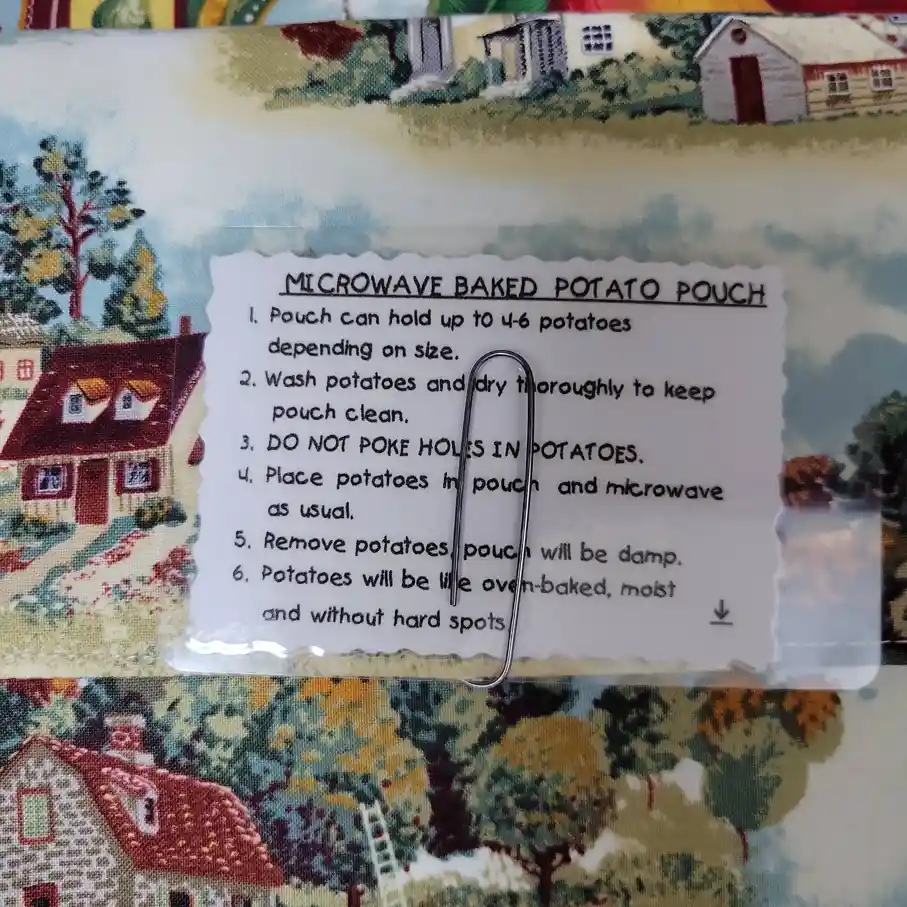 MICROWAVE BAKED POTATO POUCH
1. Pouch can hold up to 4-6 potatoes
depending on size.
2. Wash potatoes and dry thoroughly to keep
pouch clean.
3. DO NOT POKE HOLES IN POTATOES.
4. Place potatoes in pouch and microwave
as usual.
5. Remove potatoes, pouch will be damp.
6. Potatoes will be like oven-baked, moist
and without hard spots.